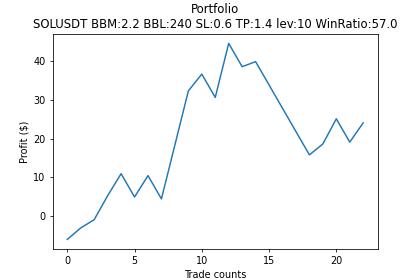 Portfolio
SOLUSDT BBM:2.2 BBL:240 SL:0.6 TP:1.4 lev:10 WinRatio:57.0
40
30
20
10
0
Profit ($)
0 5 10 15 20
Trade counts